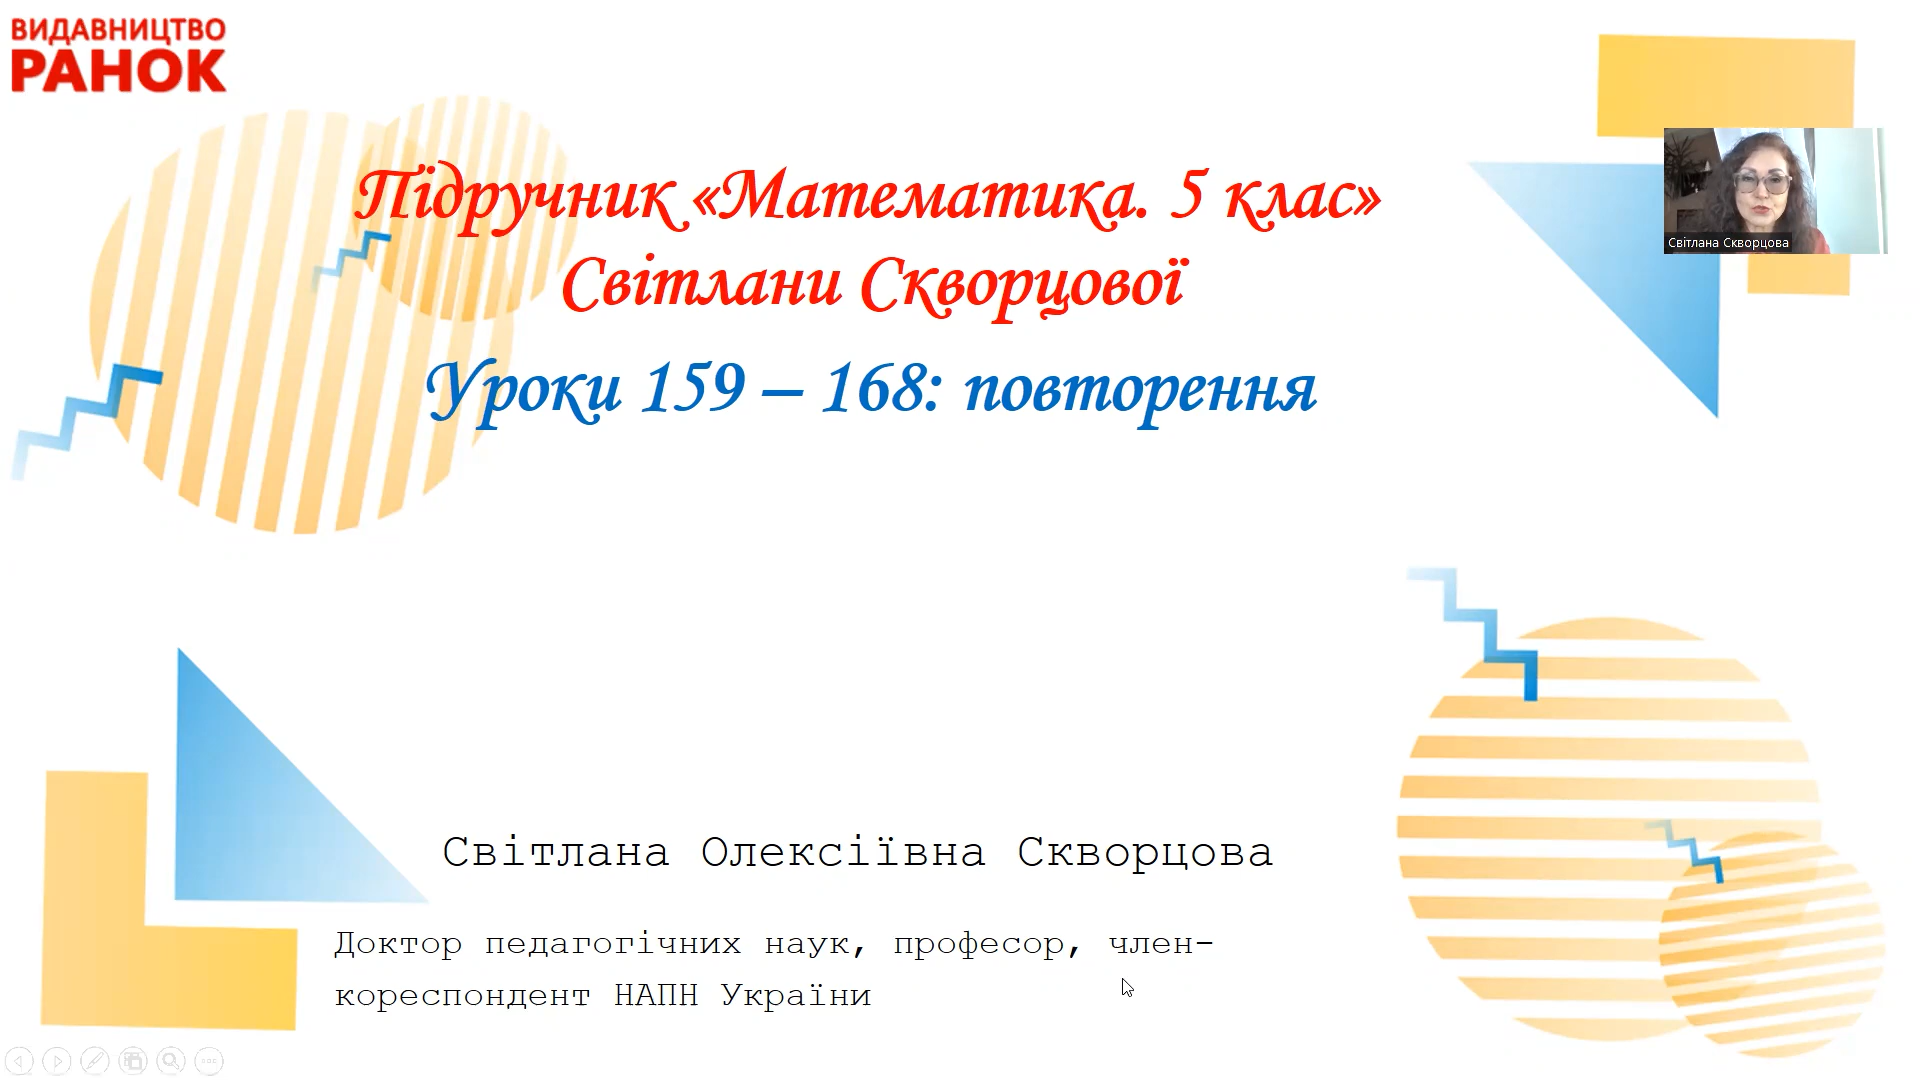 ВИДАВНИЦТВО
РАНОК
Підручник «Математика. 5 клас»
Світлани Скворцової
Уроки 159 – 168: повторення
Світлана Скворцова
Світлана Олексіївна Скворцова
Доктор педагогічних наук, професор, член-
кореспондент НАПН України